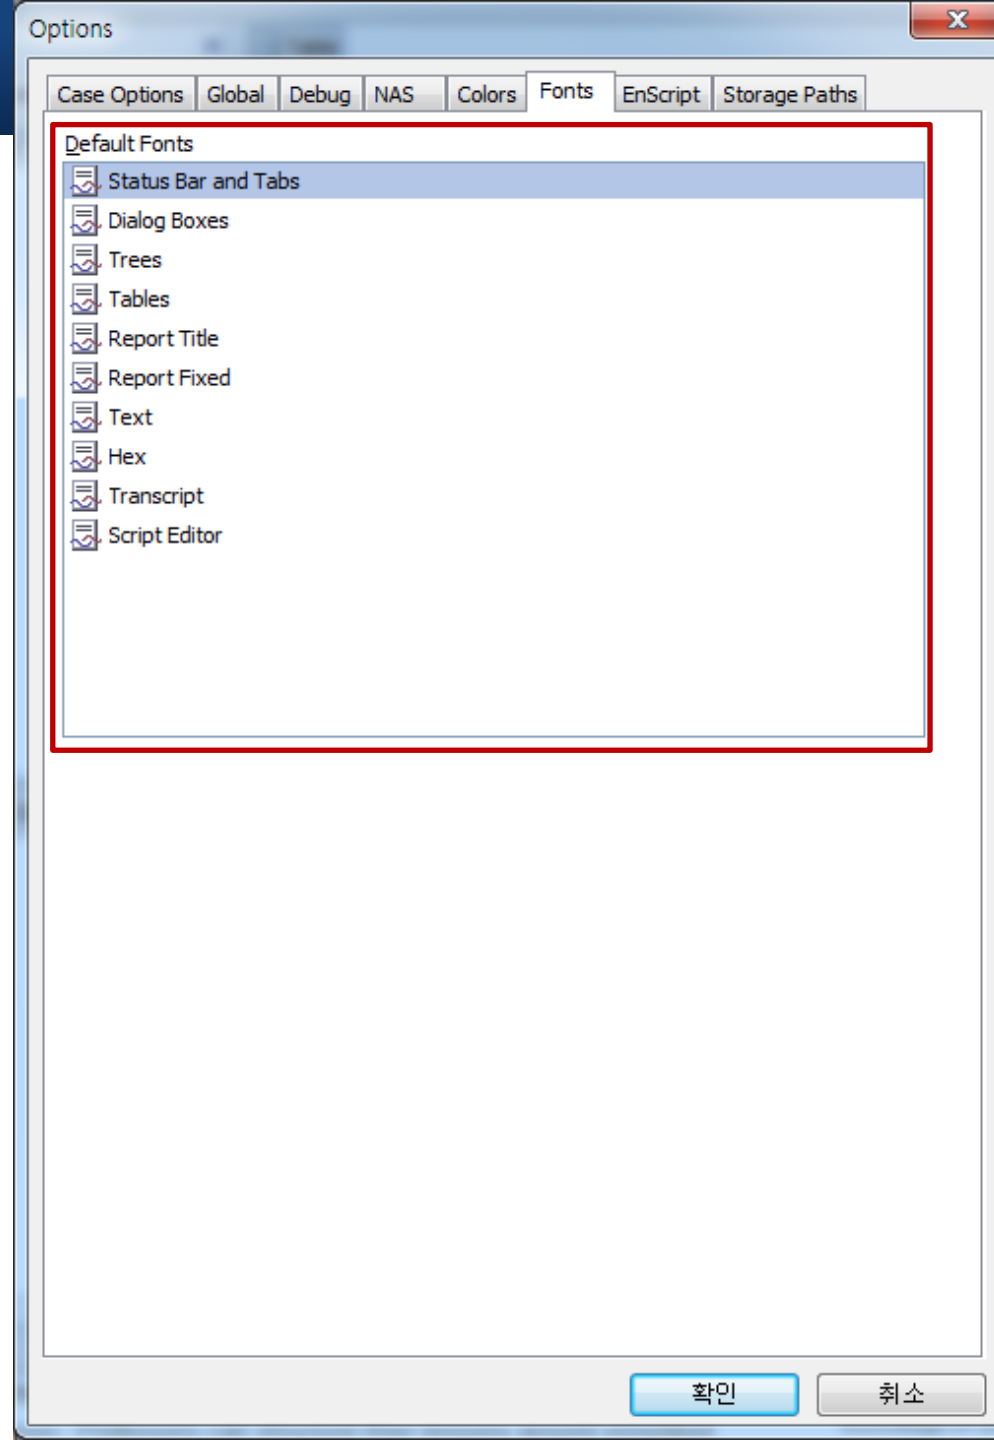 Options
Case Options Global Debug NAS Colors Fonts EnScript Storage Paths
Default Fonts
Status Bar and Tabs
Dialog Boxes
Trees
Tables
Report Title
Report Fixed
Text
Hex
Transcript
Script Editor
확인 취소